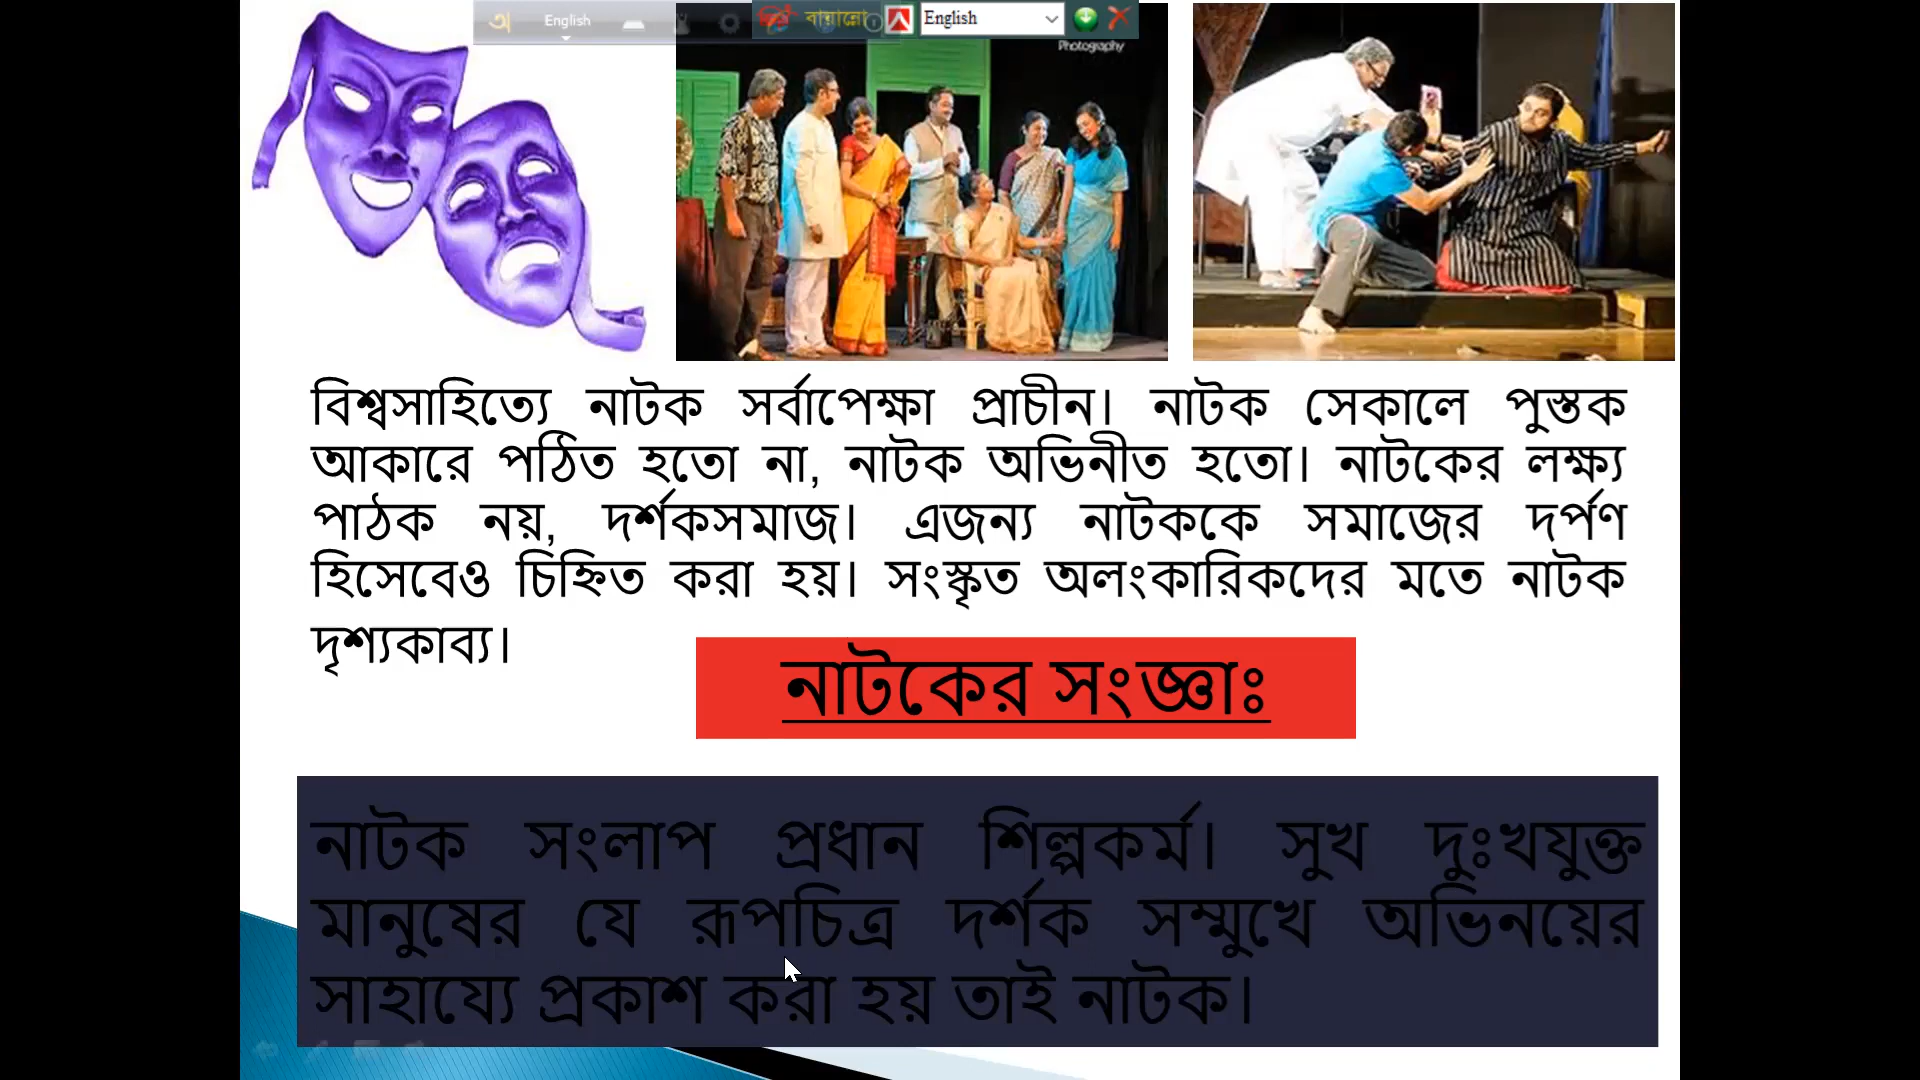 English
বায়ান্নো
English
Photography
বিশ্বসাহিত্যে নাটক সর্বাপেক্ষা প্রাচীন। নাটক সেকালে পুস্তক
আকারে পঠিত হতো না, নাটক অভিনীত হতো। নাটকের লক্ষ্য
পাঠক নয়, দর্শকসমাজ। এজন্য নাটককে সমাজের দর্পণ
হিসেবেও চিহ্নিত করা হয়। সংস্কৃত অলংকারিকদের মতে নাটক
দৃশ্যকাব্য।
নাটকের সংজ্ঞাঃ
নাটক সংলাপ প্রধান শিল্পকর্ম। সুখ দুঃখযুক্ত
মানুষের যে রূপচিত্র দর্শক সম্মুখে অভিনয়ের
সাহায্যে প্রকাশ করা হয় তাই নাটক।